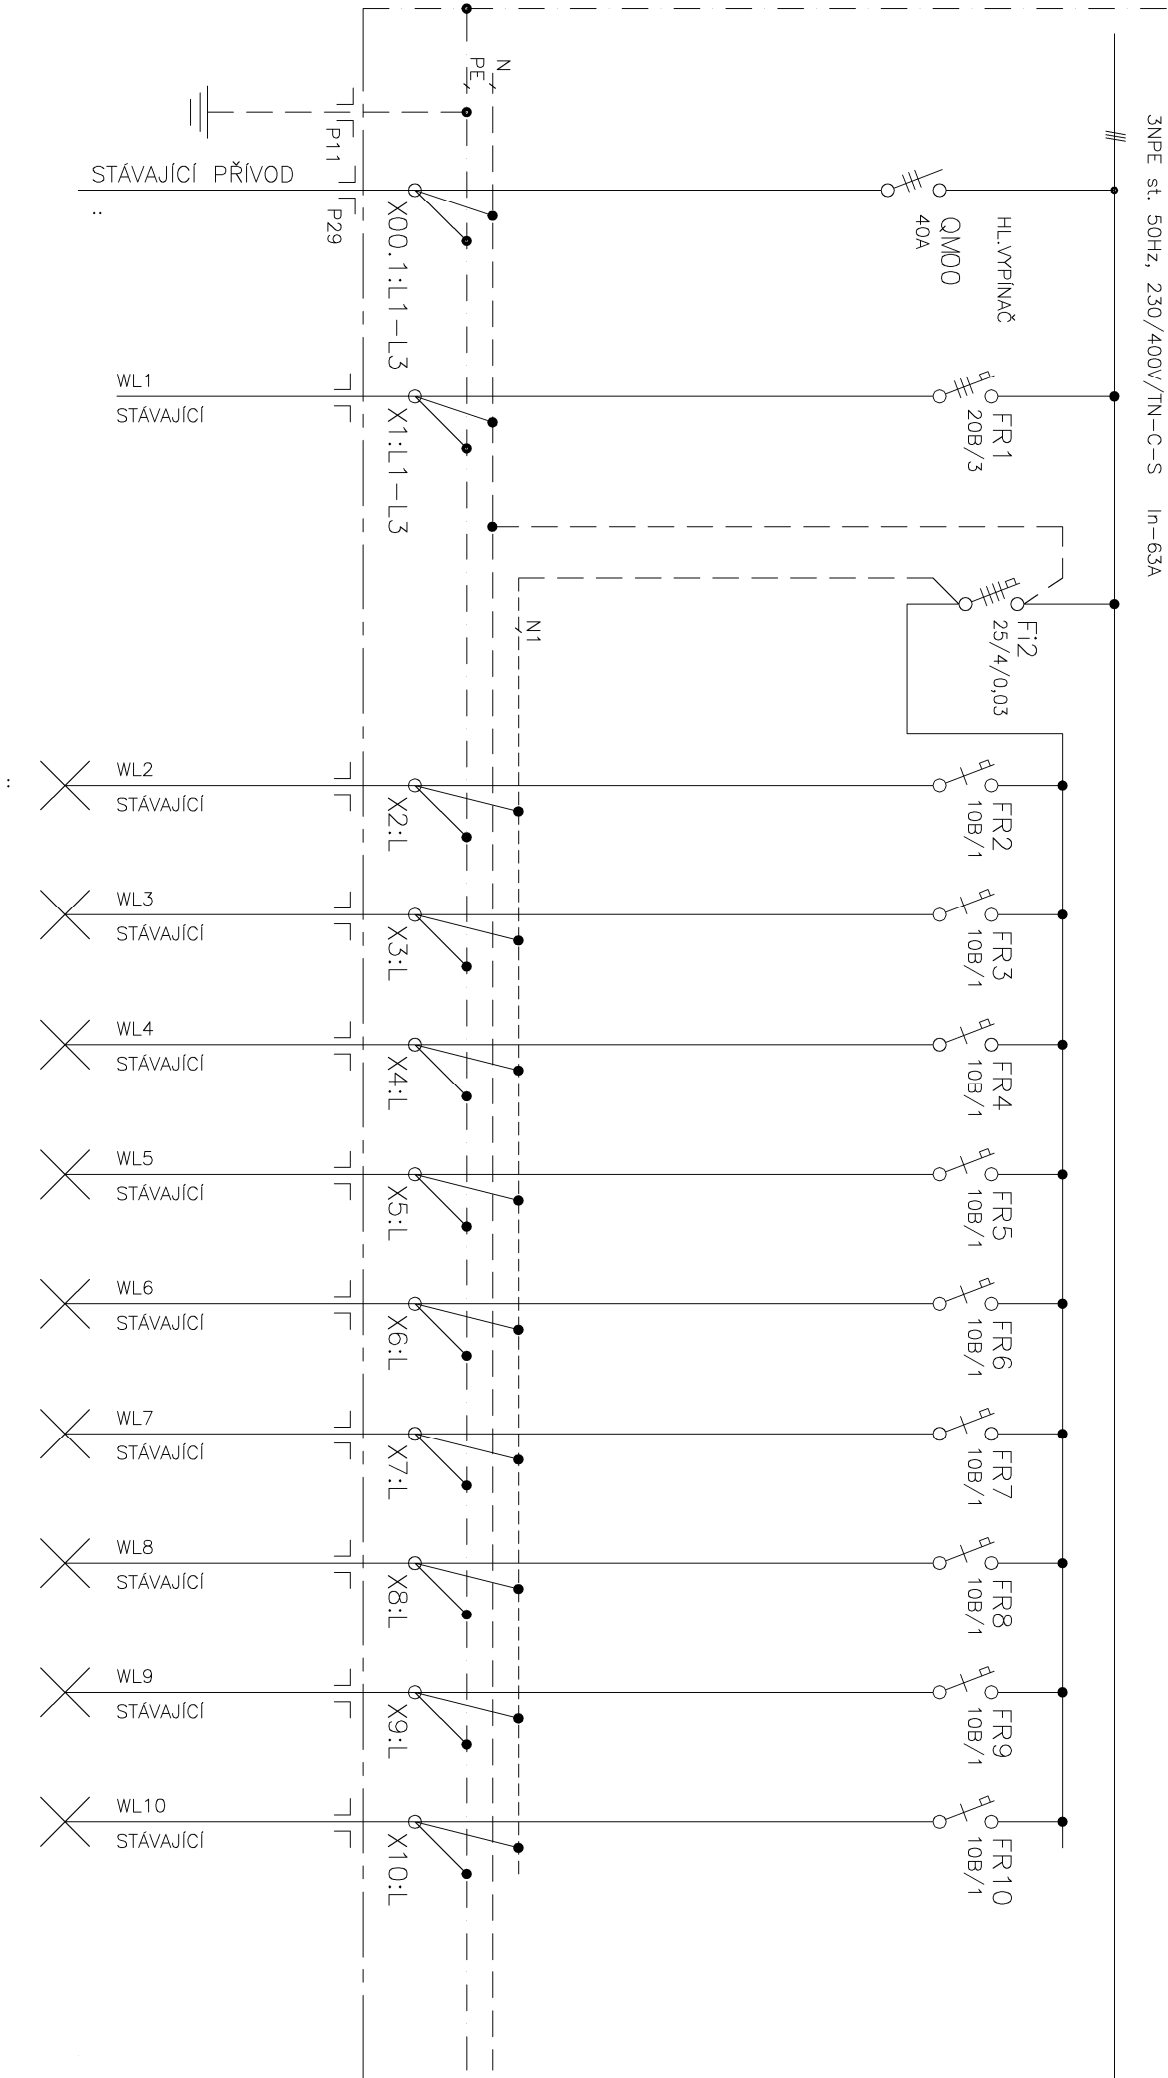 3NPE st. 50Hz, 230/400V/TN-C-S In-63A
N
PE
P11
STÁVAJÍCÍ PŘÍVOD
::
P29
X00.1:L1-L3
HL.VYPÍNAČ
QM00
40A
WL1
STÁVAJÍCÍ
X1:L1-L3
FR1
20B/3
Fi2
25/4/0,03
N1
WL2
STÁVAJÍCÍ
X2:L
FR2
10B/1
::
WL3
STÁVAJÍCÍ
X3:L
FR3
10B/1
WL4
STÁVAJÍCÍ
X4:L
FR4
10B/1
WL5
STÁVAJÍCÍ
X5:L
FR5
10B/1
WL6
STÁVAJÍCÍ
X6:L
FR6
10B/1
WL7
STÁVAJÍCÍ
X7:L
FR7
10B/1
WL8
STÁVAJÍCÍ
X8:L
FR8
10B/1
WL9
STÁVAJÍCÍ
X9:L
FR9
10B/1
WL10
STÁVAJÍCÍ
X10:L
FR10
10B/1